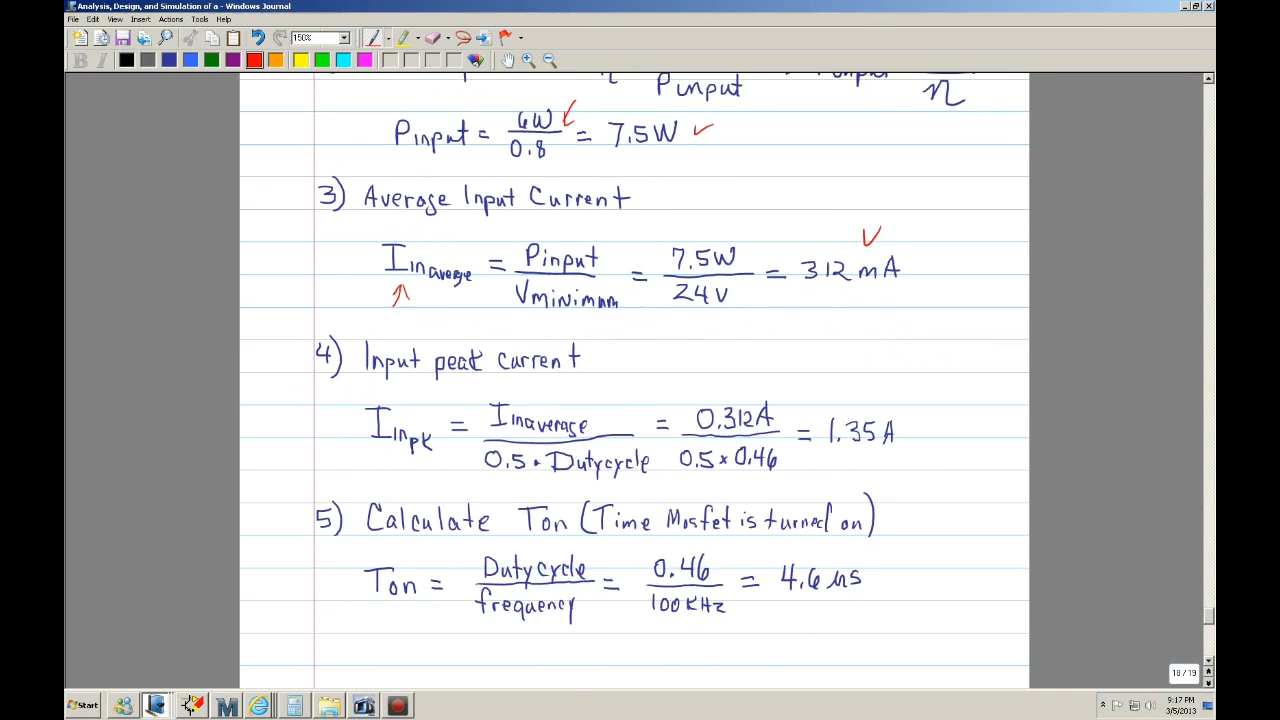 Analysis, Design, and Simulation of a - Windows Journal
File Edit View Insert Actions Tools Help
150%
B I
Pinput η
Pinput = 6W / 0.8 = 7.5W ✓
3) Average Input Current
Iinaverage = Pinput / Vminimum = 7.5W / 24V = 312 mA
4) Input peak current
Iinpk = Iinaverage / 0.5 · Dutycycle = 0.312A / 0.5 × 0.46 = 1.35 A
5) Calculate Ton (Time Mosfet is turned on)
Ton = Dutycycle / frequency = 0.46 / 100KHz = 4.6 us
18 / 19
Start
9:17 PM
3/5/2013